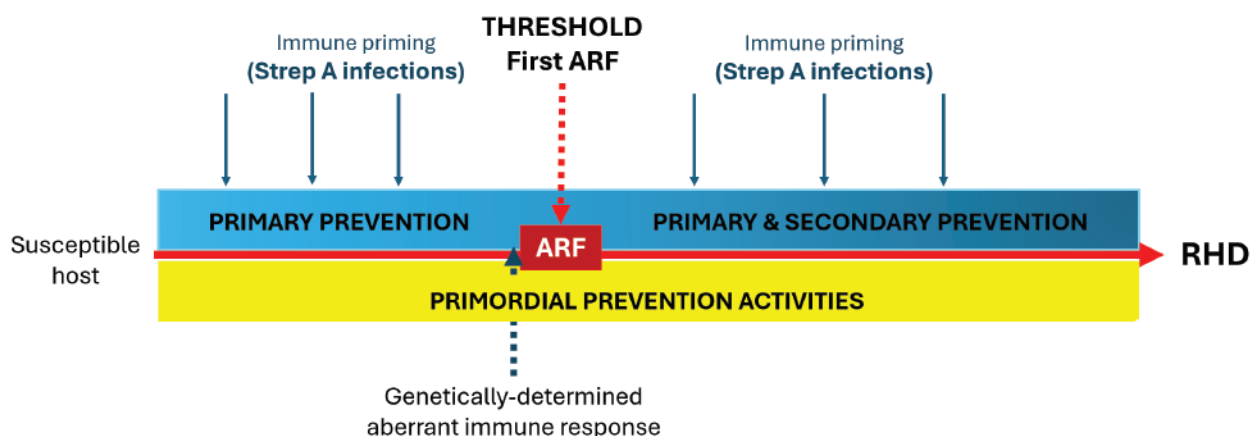 Immune priming
(Strep A infections)
THRESHOLD
First ARF
Immune priming
(Strep A infections)
PRIMARY PREVENTION
PRIMARY & SECONDARY PREVENTION
Susceptible
host
ARF
RHD
PRIMORDIAL PREVENTION ACTIVITIES
Genetically-determined
aberrant immune response